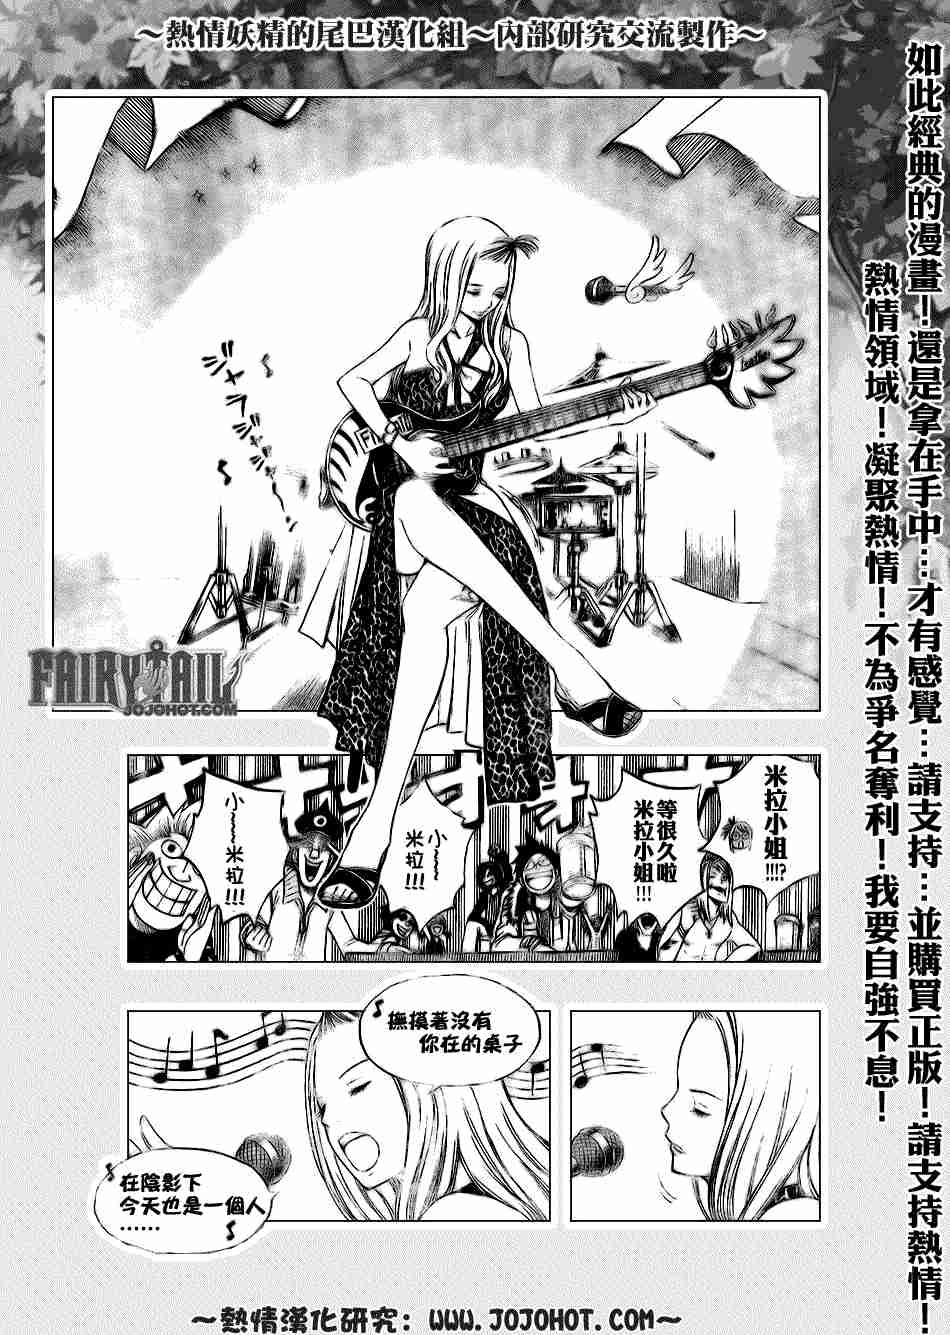 ~熱情妖精的尾巴漢化組~內部研究交流製作~
如此經典的漫畫！還是拿在手中…才有感覺…請支持…並購買正版！請支持熱情！
熱情領域！凝聚熱情！不為爭名奪利！我要自強不息！
ジャラ
ジャジャーン
FAIRY TAIL
JOJOHOT.COM
米拉小姐!!!?
等很久啦
米拉小姐!!!
小~~
米拉!!!
小~~
米拉!!!
撫摸著沒有
你在的桌子
在陰影下
今天也是一個人
……
~熱情漢化研究: WWW.JOJOHOT.COM~